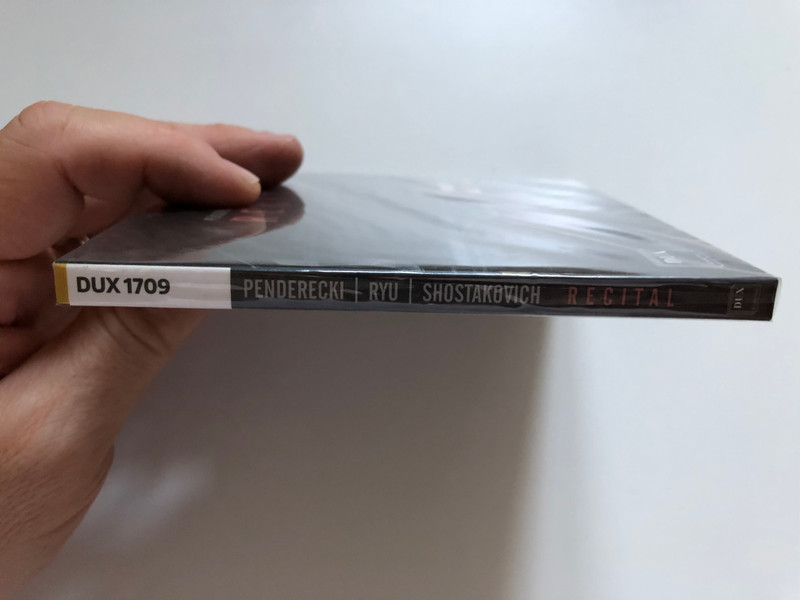 DUX 1709 PENDERECKI | RYU | SHOSTAKOVICH RECITAL DUX